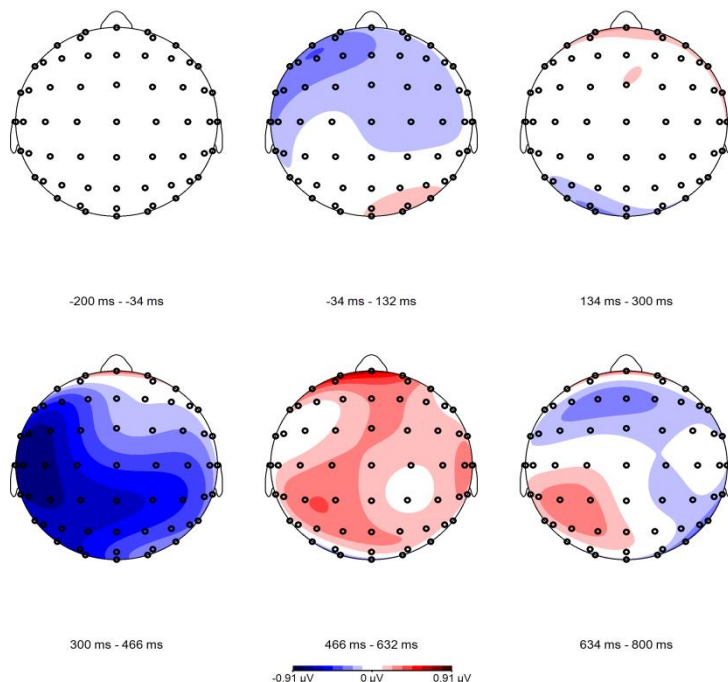 -200 ms - -34 ms
-34 ms - 132 ms
134 ms - 300 ms
300 ms - 466 ms
466 ms - 632 ms
634 ms - 800 ms
-0.91 µV 0 µV 0.91 µV